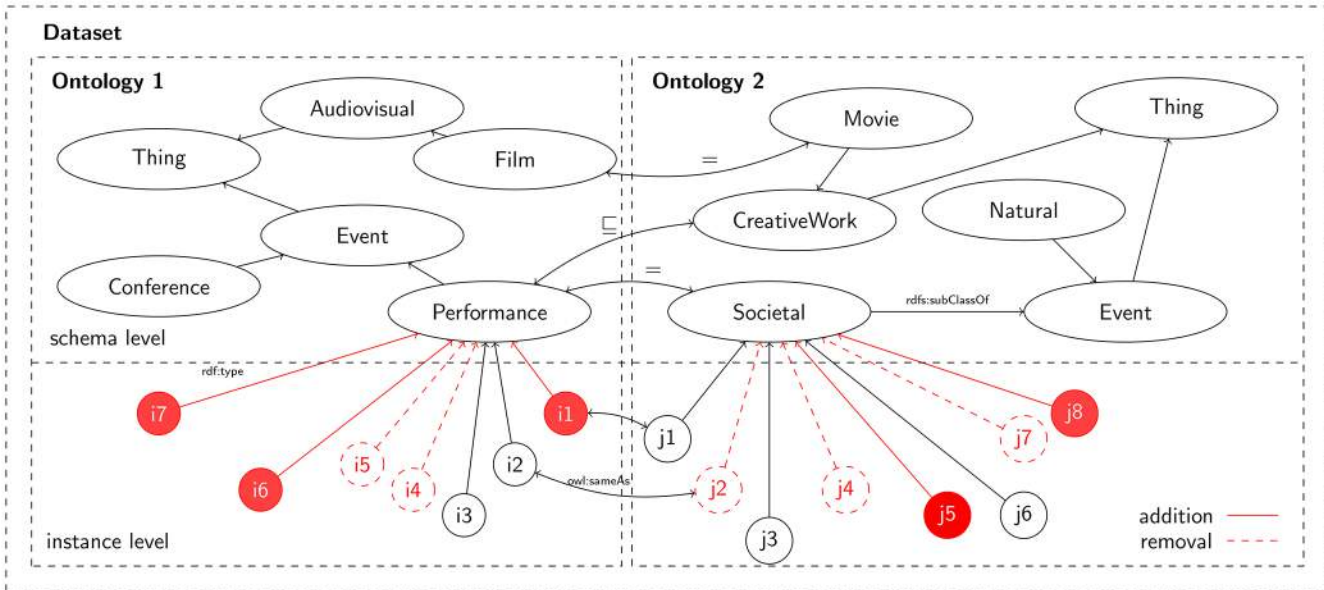 Dataset
Ontology 1
Ontology 2
Audiovisual
Movie
Thing
Thing
Film
=
Natural
CreativeWork
⊑
Event
=
Conference
Performance
Societal
rdfs:subClassOf
Event
schema level
rdf:type
i7
i1
j8
j1
j7
i5
i2
i6
i4
owl:sameAs
j2
j4
i3
j5
j6
addition
j3
instance level
removal